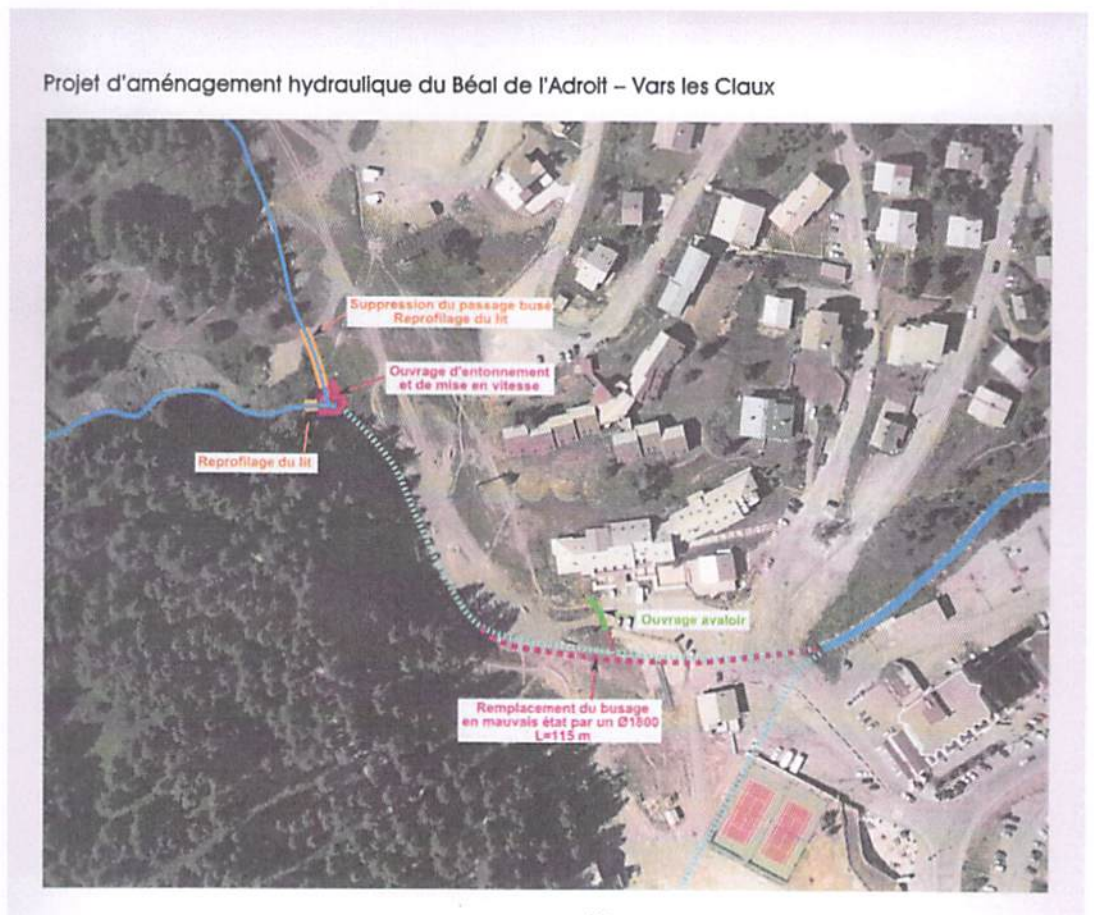 Projet d'aménagement hydraulique du Béal de l'Adroit – Vars les Claux
Suppression du passage busé
Reprofilage du lit
Ouvrage d'entonnement
et de mise en vitesse
Reprofilage du lit
Ouvrage avaloir
Remplacement du busage
en mauvais état par un Ø1800
L=115 m